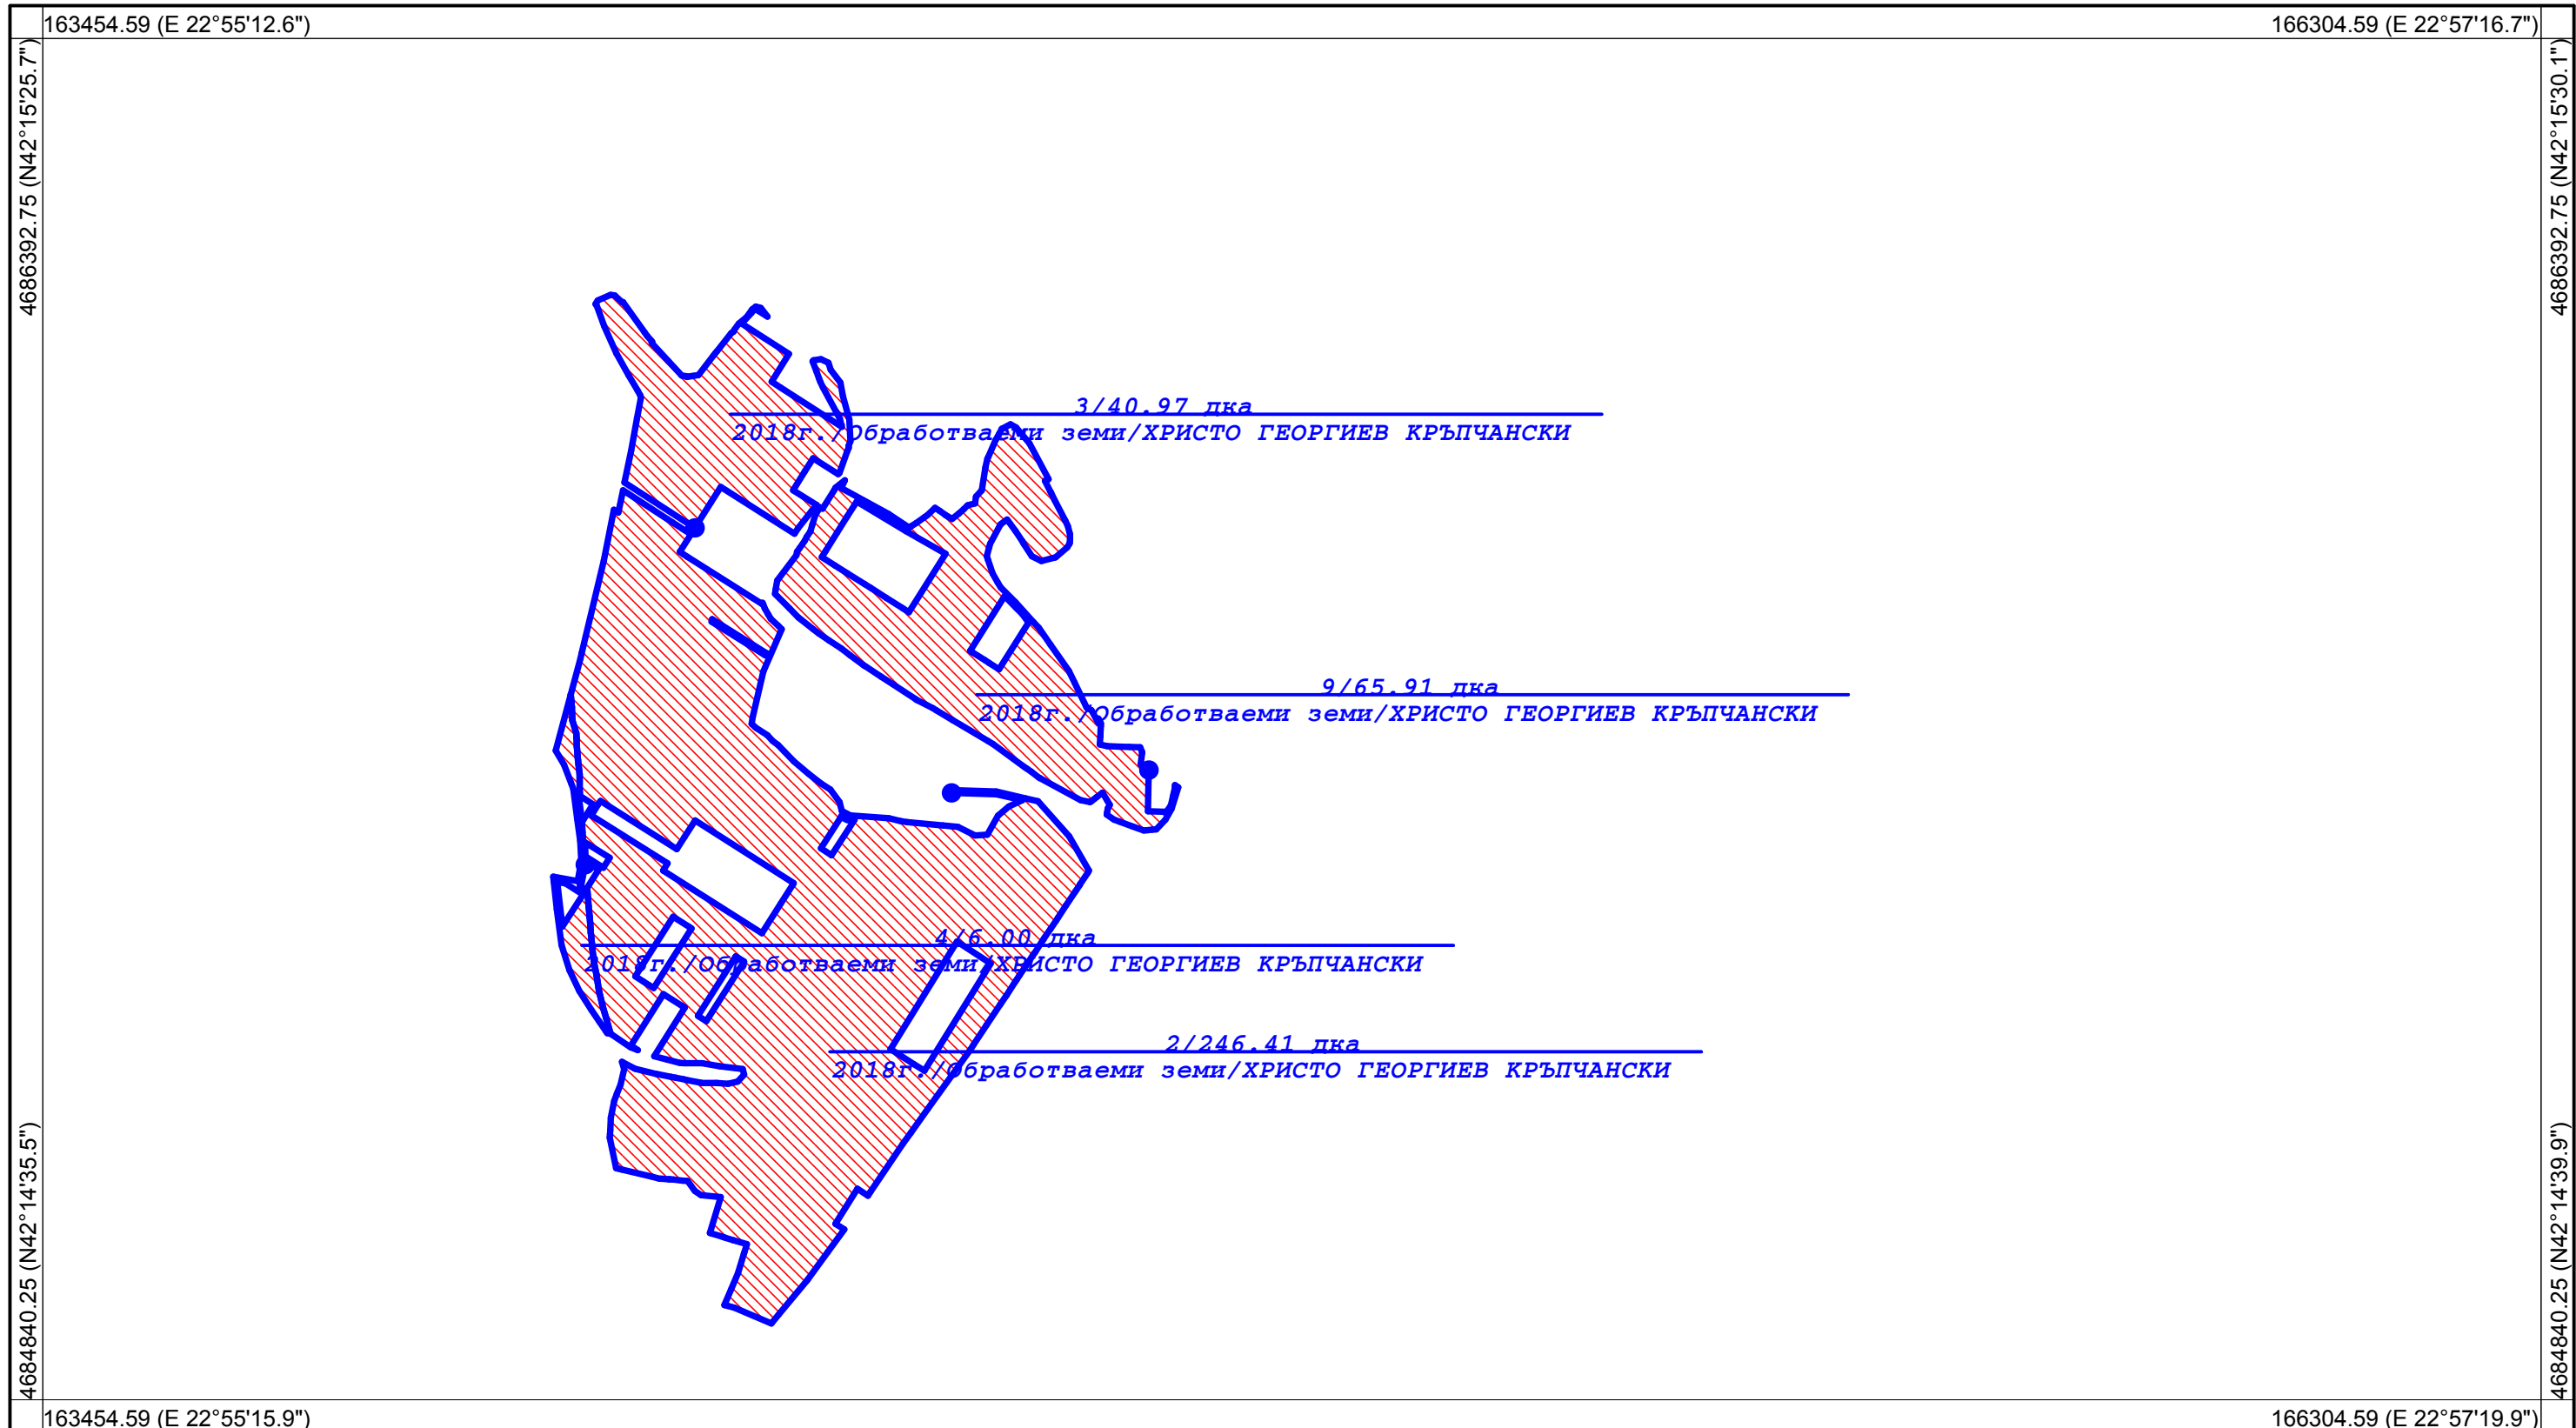 163454.59 (E 22°55'12.6")
166304.59 (E 22°57'16.7")
4686392.75 (N42°15'25.7")
4686392.75 (N42°15'30.1")
3/40.97 дка
2018г./Обработваеми земи/ХРИСТО ГЕОРГИЕВ КРЪПЧАНСКИ
9/65.91 дка
2018г./Обработваеми земи/ХРИСТО ГЕОРГИЕВ КРЪПЧАНСКИ
4/6.00 дка
2018г./Обработваеми земи/ХРИСТО ГЕОРГИЕВ КРЪПЧАНСКИ
2/246.41 дка
2018г./Обработваеми земи/ХРИСТО ГЕОРГИЕВ КРЪПЧАНСКИ
4684840.25 (N42°14'35.5")
4684840.25 (N42°14'39.9")
163454.59 (E 22°55'15.9")
166304.59 (E 22°57'19.9")